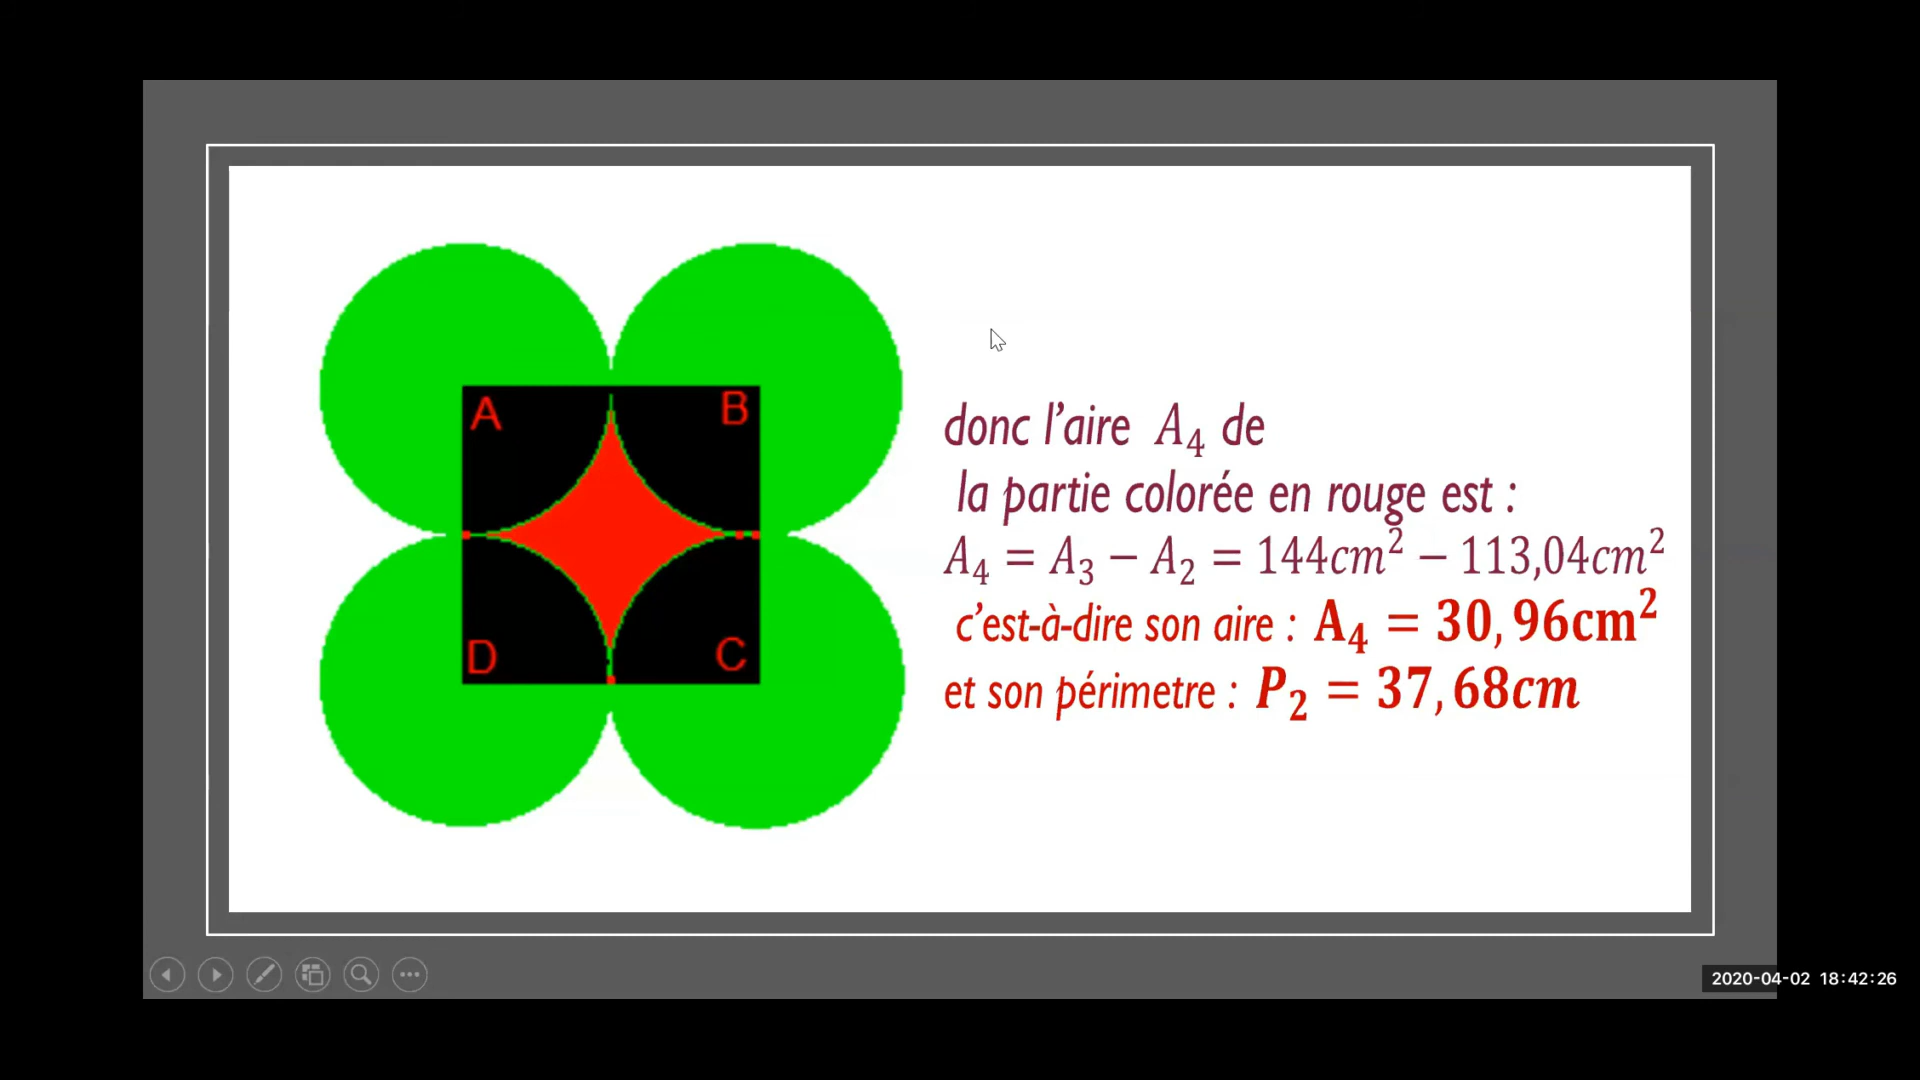 A
B
D
C
donc l'aire A₄ de
la partie colorée en rouge est :
A₄ = A₃ − A₂ = 144cm² − 113,04cm²
c'est-à-dire son aire : A₄ = 30,96cm²
et son périmetre : P₂ = 37,68cm
2020-04-02 18:42:26